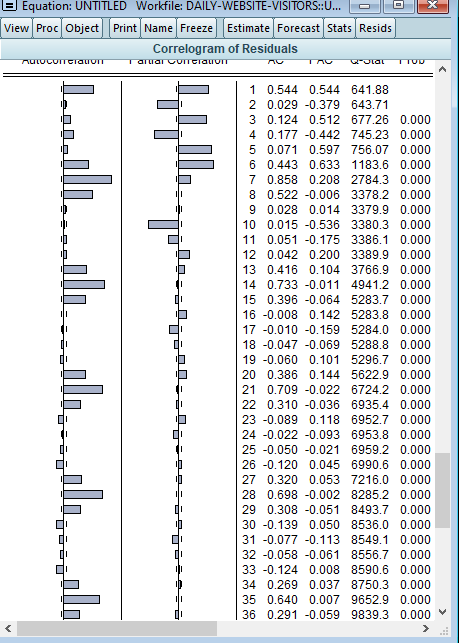 Equation: UNTITLED Workfile: DAILY-WEBSITE-VISITORS::U...
View Proc Object Print Name Freeze Estimate Forecast Stats Resids
Correlogram of Residuals
Autocorrelation Partial Correlation AC PAC Q-Stat Prob
1 0.544 0.544 641.88
2 0.029 -0.379 643.71
3 0.124 0.512 677.26 0.000
4 0.177 -0.442 745.23 0.000
5 0.071 0.597 756.07 0.000
6 0.443 0.633 1183.6 0.000
7 0.858 0.208 2784.3 0.000
8 0.522 -0.006 3378.2 0.000
9 0.028 0.014 3379.9 0.000
10 0.015 -0.536 3380.3 0.000
11 0.051 -0.175 3386.1 0.000
12 0.042 0.200 3389.9 0.000
13 0.416 0.104 3766.9 0.000
14 0.733 -0.011 4941.2 0.000
15 0.396 -0.064 5283.7 0.000
16 -0.008 0.142 5283.8 0.000
17 -0.010 -0.159 5284.0 0.000
18 -0.047 -0.069 5288.8 0.000
19 -0.060 0.101 5296.7 0.000
20 0.386 0.144 5622.9 0.000
21 0.709 -0.022 6724.2 0.000
22 0.310 -0.036 6935.4 0.000
23 -0.089 0.118 6952.7 0.000
24 -0.022 -0.093 6953.8 0.000
25 -0.050 -0.021 6959.2 0.000
26 -0.120 0.045 6990.6 0.000
27 0.320 0.053 7216.0 0.000
28 0.698 -0.002 8285.2 0.000
29 0.308 -0.051 8493.7 0.000
30 -0.139 0.050 8536.0 0.000
31 -0.077 -0.113 8549.1 0.000
32 -0.058 -0.061 8556.7 0.000
33 -0.124 0.008 8590.6 0.000
34 0.269 0.037 8750.3 0.000
35 0.640 0.007 9652.9 0.000
36 0.291 -0.059 9839.3 0.000